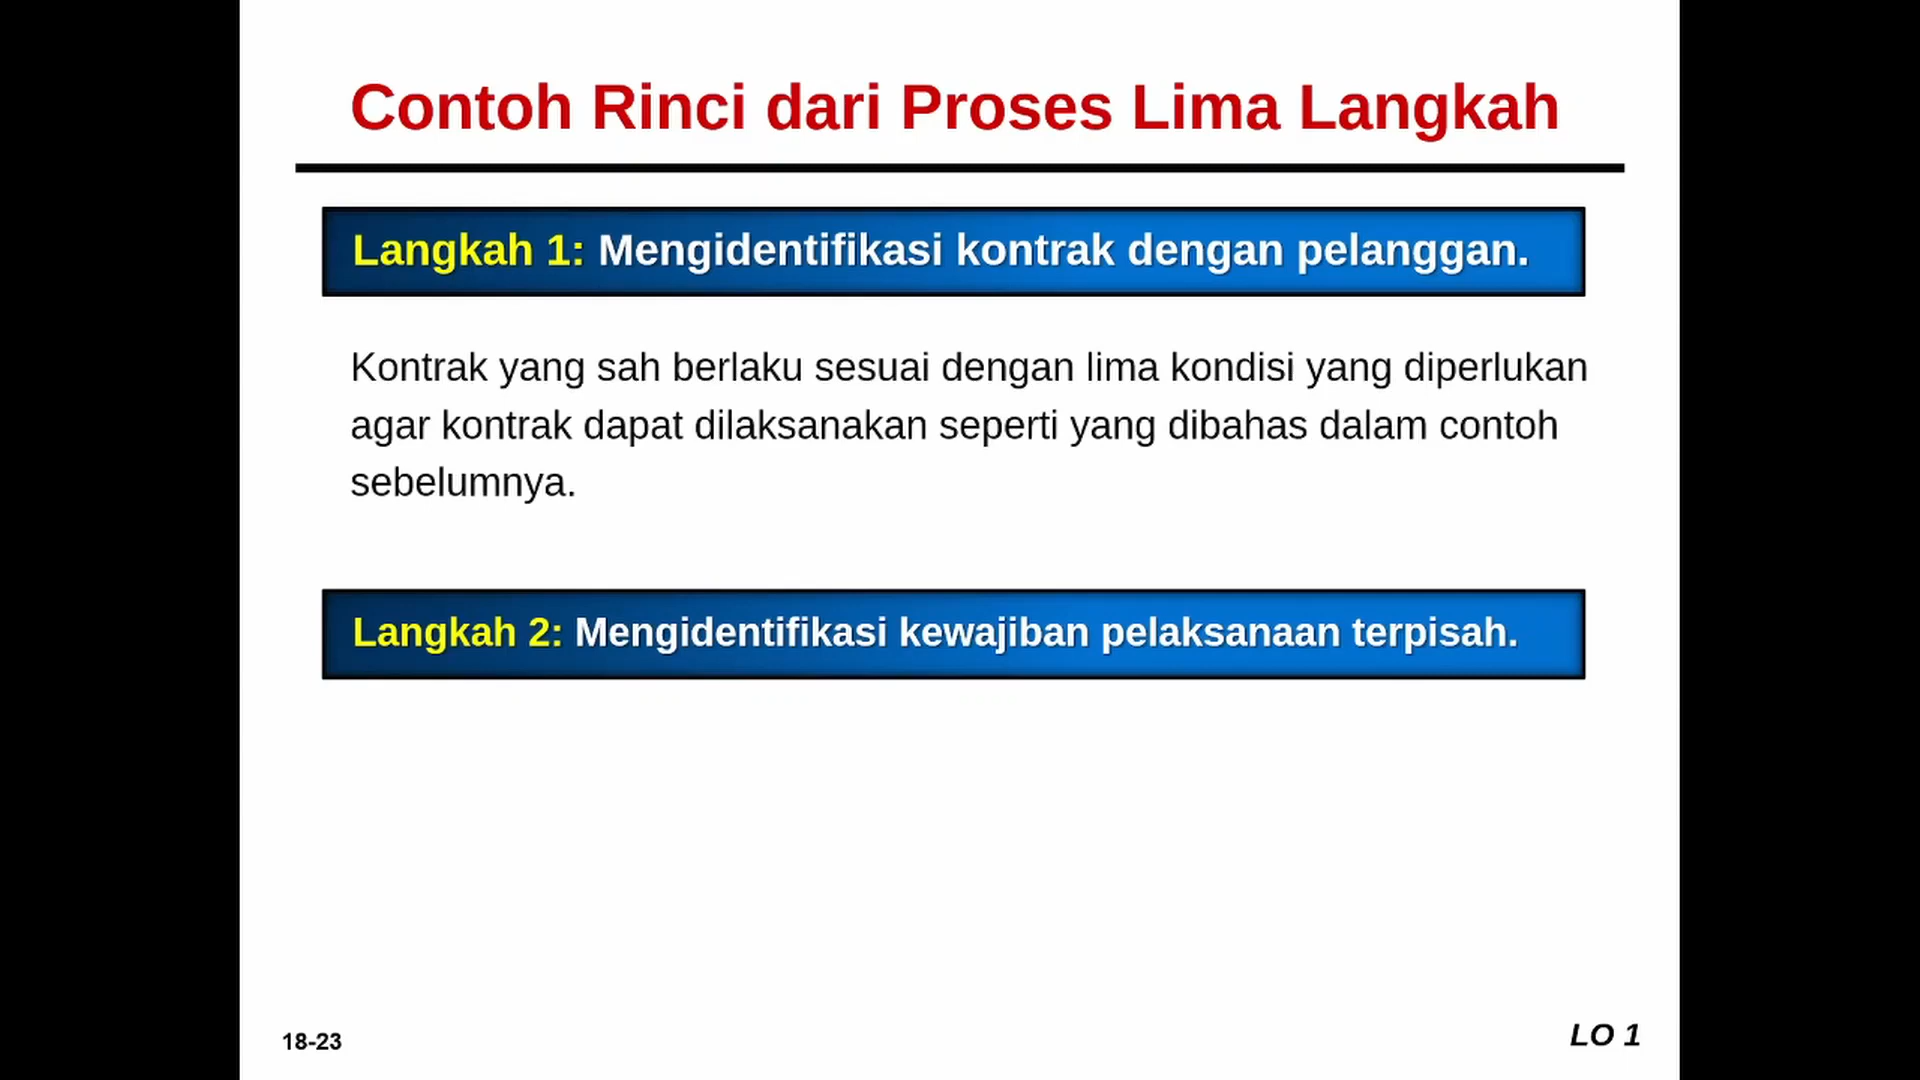 Contoh Rinci dari Proses Lima Langkah
Langkah 1: Mengidentifikasi kontrak dengan pelanggan.
Kontrak yang sah berlaku sesuai dengan lima kondisi yang diperlukan
agar kontrak dapat dilaksanakan seperti yang dibahas dalam contoh
sebelumnya.
Langkah 2: Mengidentifikasi kewajiban pelaksanaan terpisah.
18-23
LO 1